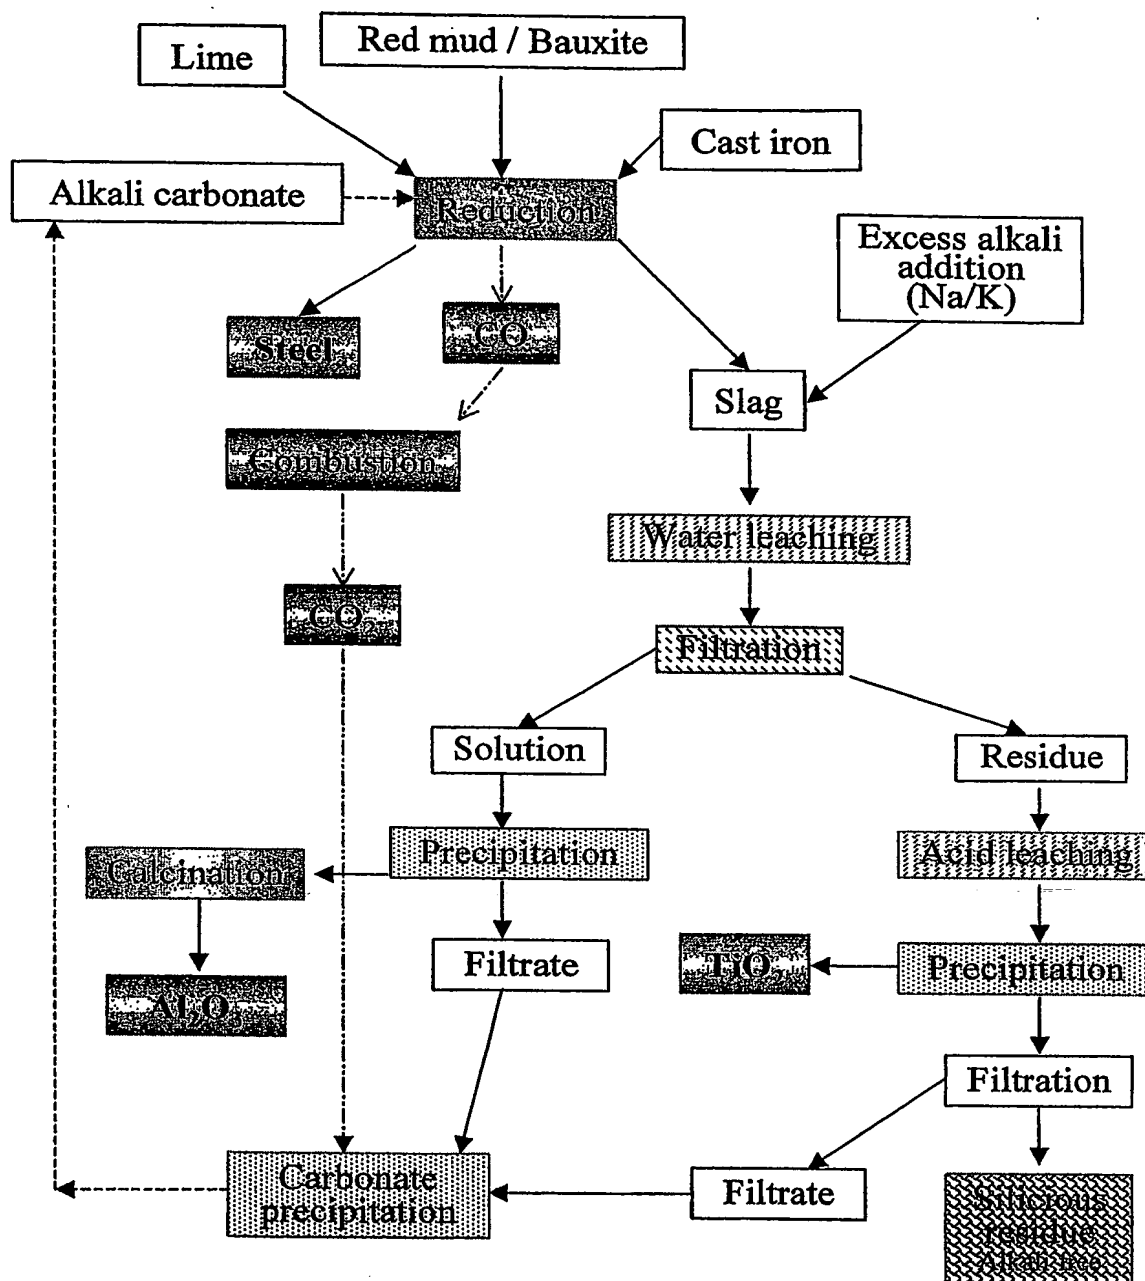 Red mud / Bauxite
Lime
Cast iron
Alkali carbonate
Reduction
Excess alkali
addition
(Na/K)
CO
Steel
Slag
Combustion
Water leaching
CO₂
Filtration
Solution
Residue
Precipitation
Acid leaching
Calcination
Filtrate
TiO₂
Precipitation
Al₂O₃
Filtration
Carbonate
precipitation
Filtrate
Silicious
residue
Alkali free